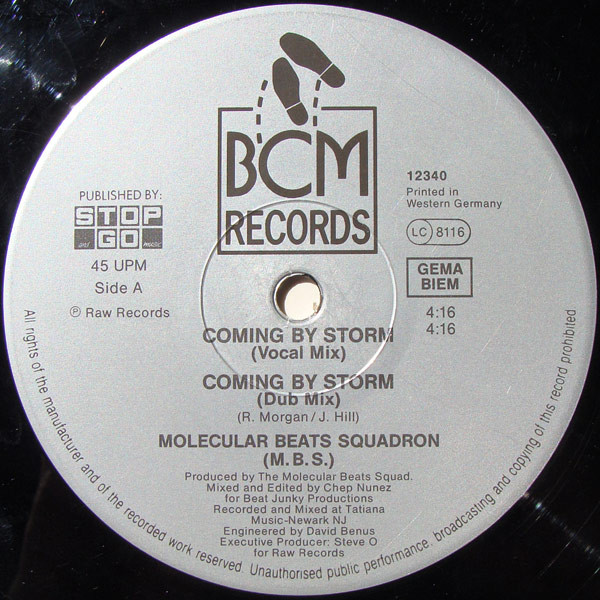 BCM
RECORDS
PUBLISHED BY:
STOP
GO
45 UPM
Side A
Ⓟ Raw Records
12340
Printed in
Western Germany
LC 8116
GEMA
BIEM
4:16
4:16
COMING BY STORM
(Vocal Mix)
COMING BY STORM
(Dub Mix)
(R. Morgan/J. Hill)
MOLECULAR BEATS SQUADRON
(M.B.S.)
Produced by The Molecular Beats Squad.
Mixed and Edited by Chep Nunez
for Beat Junky Productions
Recorded and Mixed at Tatiana
Music-Newark NJ
Engineered by David Benus
Executive Producer: Steve O
for Raw Records
All rights of the manufacturer and of the recorded work reserved. Unauthorised public performance, broadcasting and copying of this record prohibited